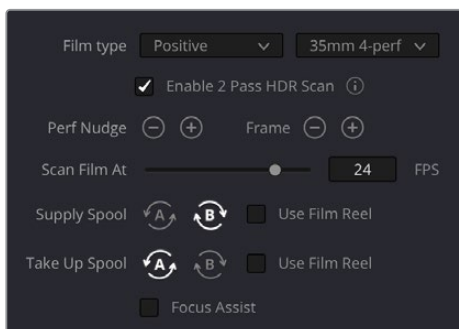 Film type Positive 35mm 4-perf
Enable 2 Pass HDR Scan i
Perf Nudge Frame
Scan Film At 24 FPS
Supply Spool A B Use Film Reel
Take Up Spool A B Use Film Reel
Focus Assist